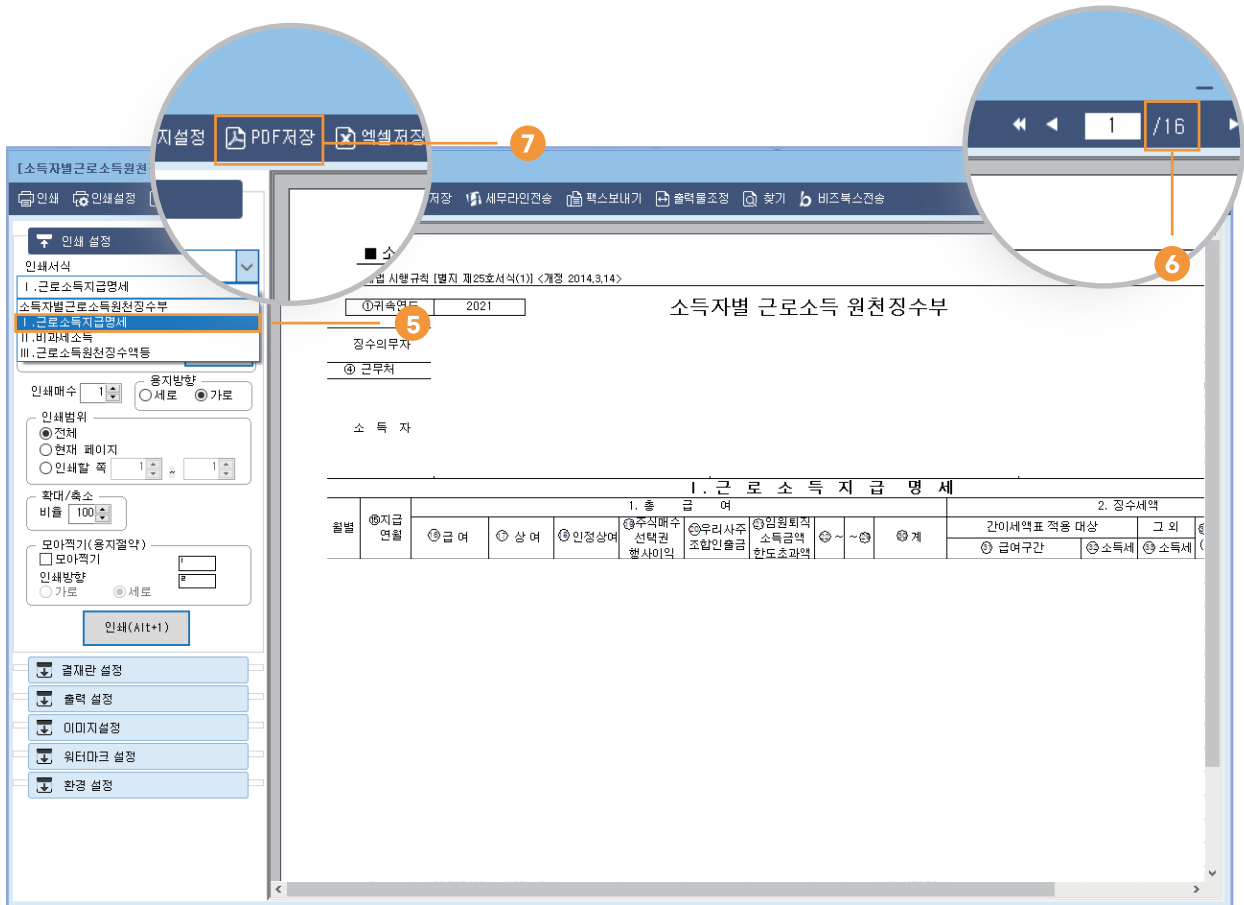 지설정 PDF저장 엑셀저장
7
1 /16
6
[소득자별근로소득원천
인쇄 인쇄설정
저장 세무라인전송 팩스보내기 출력물조정 찾기 비즈북스전송
인쇄 설정
인쇄서식
Ⅰ.근로소득지급명세
소득자별근로소득원천징수부
Ⅰ.근로소득지급명세
Ⅱ.비과세소득
Ⅲ.근로소득원천징수액등
5
인쇄매수 1
용지방향
세로 가로
인쇄범위
전체
현재 페이지
인쇄할 쪽 1 ~ 1
확대/축소
비율 100
모아찍기(용지절약)
모아찍기
인쇄방향
가로 세로
1
2
인쇄(Alt+1)
결재란 설정
출력 설정
이미지설정
워터마크 설정
환경 설정
■ 소
시행규칙 [별지 제25호서식(1)] <개정 2014,3,14>
①귀속연도 2021
소득자별 근로소득 원천징수부
징수의무자
④ 근무처
소 득 자
Ⅰ.근 로 소 득 지 급 명 세
1. 총 급 여
2. 징수세액
월별
⑮지급
연월
⑯급 여
⑰ 상 여
⑱인정상여
⑲주식매수
선택권
행사이익
⑳우리사주
조합인출금
㉑임원퇴직
소득금액
한도초과액
계
간이세액표 적용 대상
그 외
급여구간
소득세
소득세